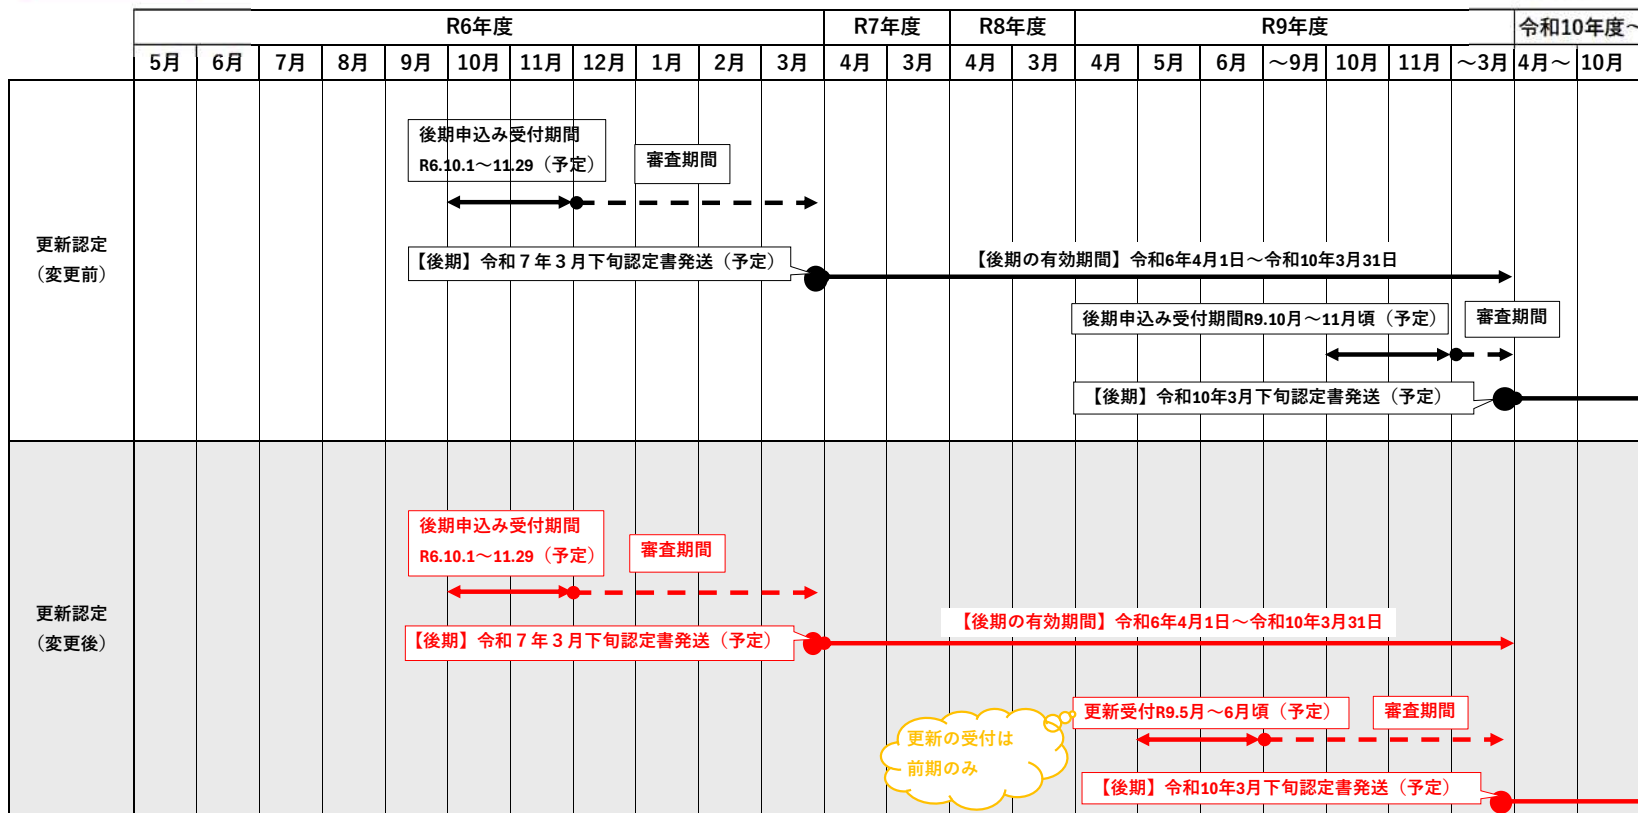 R6年度 R7年度 R8年度 R9年度 令和10年度～
5月 6月 7月 8月 9月 10月 11月 12月 1月 2月 3月 4月 3月 4月 3月 4月 5月 6月 ～9月 10月 11月 ～3月 4月～ 10月
更新認定
（変更前）
後期申込み受付期間
R6.10.1～11.29（予定）
審査期間
【後期】令和７年３月下旬認定書発送（予定）
【後期の有効期間】令和6年4月1日～令和10年3月31日
後期申込み受付期間R9.10月～11月頃（予定）
審査期間
【後期】令和10年3月下旬認定書発送（予定）
更新認定
（変更後）
後期申込み受付期間
R6.10.1～11.29（予定）
審査期間
【後期】令和７年３月下旬認定書発送（予定）
【後期の有効期間】令和6年4月1日～令和10年3月31日
更新の受付は
前期のみ
更新受付R9.5月～6月頃（予定）
審査期間
【後期】令和10年3月下旬認定書発送（予定）